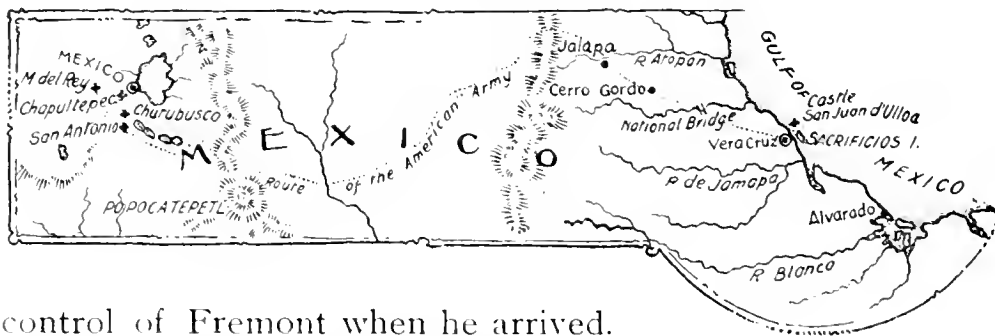 MEXICO
M. del Rey
Chapultepec
Churubusco
San Antonio
MEXICO
POPOCATEPETL
Route of the American Army
Jalapa
Cerro Gordo
R. Atopan
National Bridge
Vera Cruz
GULF OF MEXICO
Castle
San Juan d'Ulloa
SACRIFICIOS I.
R. de Jamapa
Alvarado
R. Blanco
control of Fremont when he arrived.